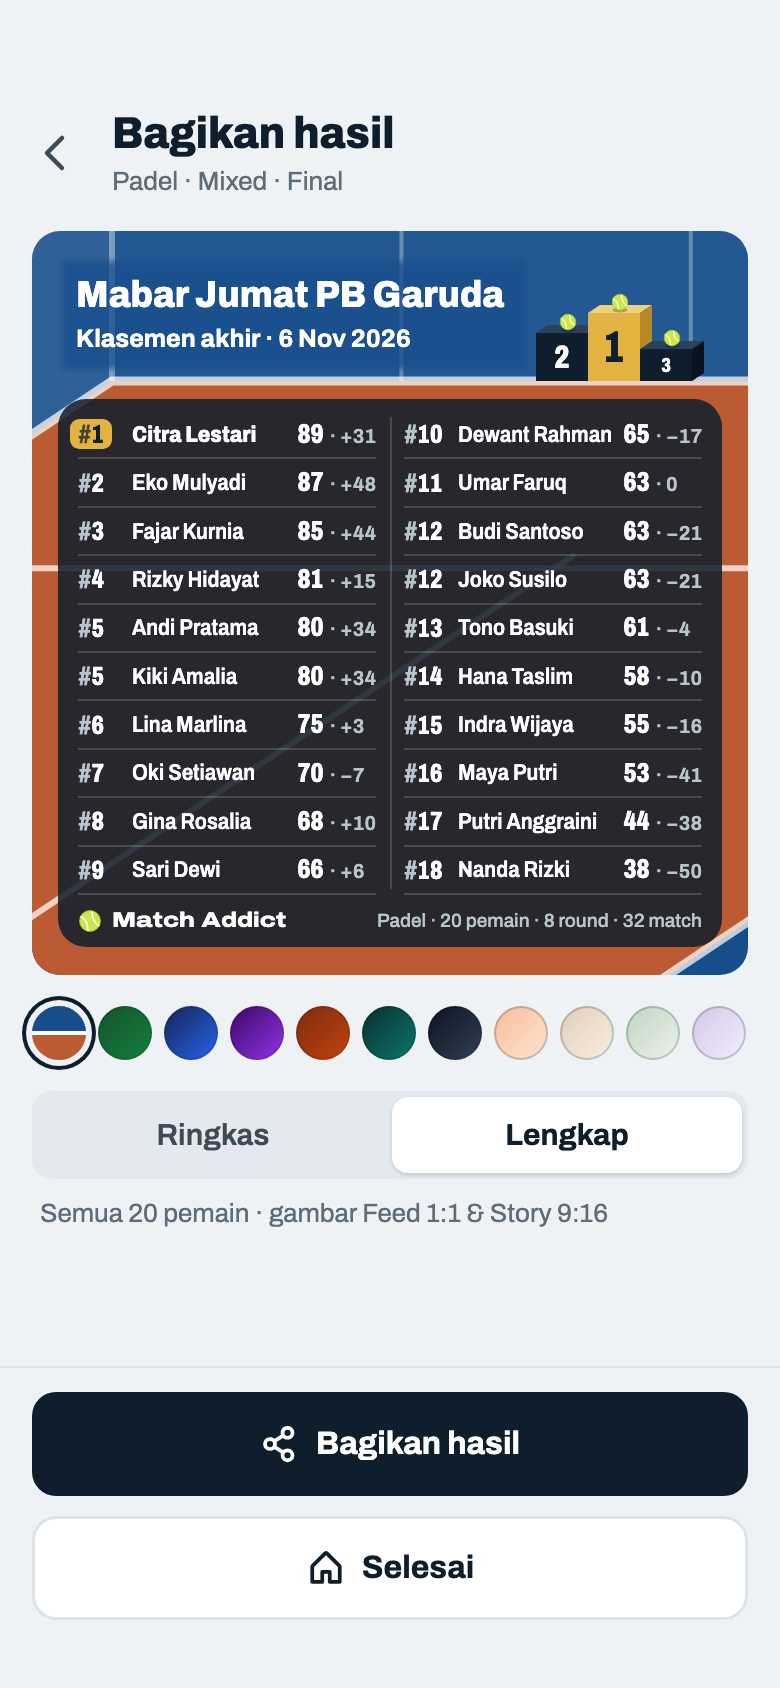 Bagikan hasil
Padel · Mixed · Final
Mabar Jumat PB Garuda
Klasemen akhir · 6 Nov 2026
2 1 3
#1 Citra Lestari 89 · +31
#2 Eko Mulyadi 87 · +48
#3 Fajar Kurnia 85 · +44
#4 Rizky Hidayat 81 · +15
#5 Andi Pratama 80 · +34
#5 Kiki Amalia 80 · +34
#6 Lina Marlina 75 · +3
#7 Oki Setiawan 70 · −7
#8 Gina Rosalia 68 · +10
#9 Sari Dewi 66 · +6
#10 Dewant Rahman 65 · −17
#11 Umar Faruq 63 · 0
#12 Budi Santoso 63 · −21
#12 Joko Susilo 63 · −21
#13 Tono Basuki 61 · −4
#14 Hana Taslim 58 · −10
#15 Indra Wijaya 55 · −16
#16 Maya Putri 53 · −41
#17 Putri Anggraini 44 · −38
#18 Nanda Rizki 38 · −50
Match Addict
Padel · 20 pemain · 8 round · 32 match
Ringkas
Lengkap
Semua 20 pemain · gambar Feed 1:1 & Story 9:16
Bagikan hasil
Selesai